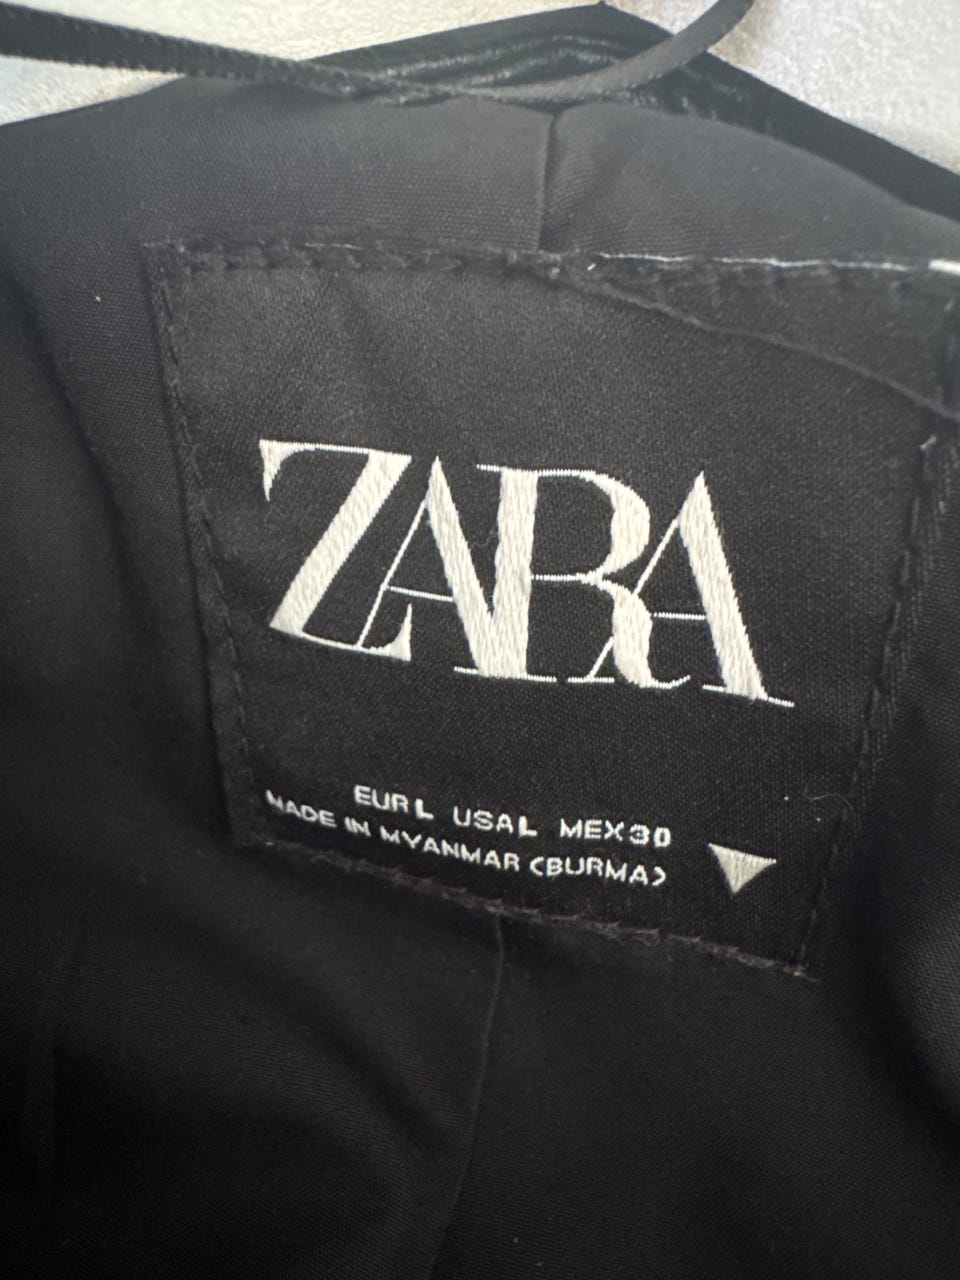 ZARA
EUR L USA L MEX 30
MADE IN MYANMAR (BURMA)